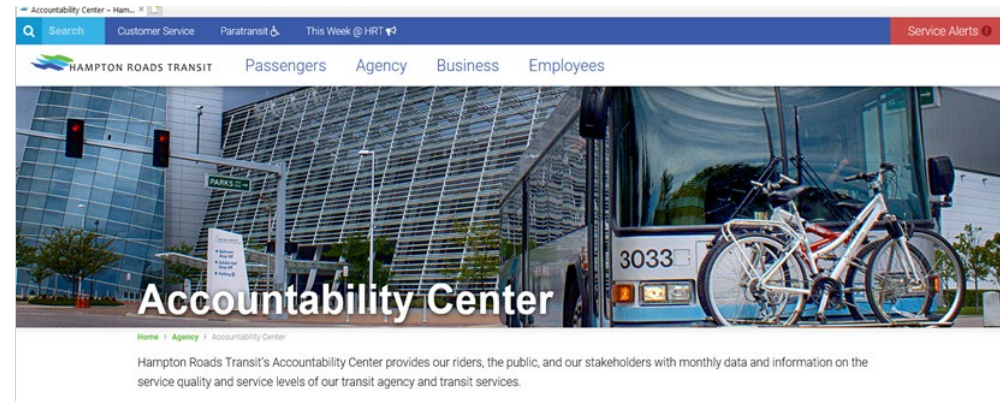 Accountability Center – Ham...
Search
Customer Service
Paratransit
This Week @ HRT
Service Alerts
HAMPTON ROADS TRANSIT
Passengers
Agency
Business
Employees
PARKS
3033
Accountability Center
Home > Agency > Accountability Center
Hampton Roads Transit's Accountability Center provides our riders, the public, and our stakeholders with monthly data and information on the
service quality and service levels of our transit agency and transit services.